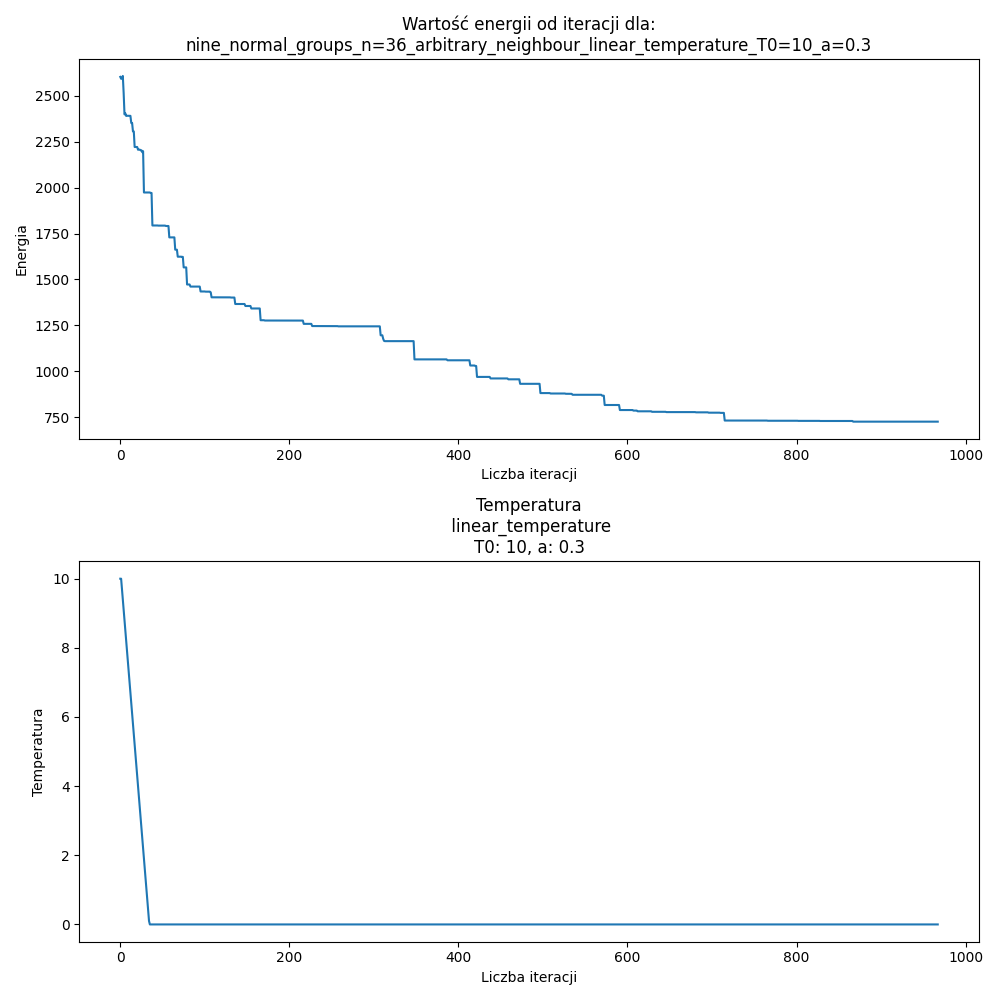 Wartość energii od iteracji dla:
nine_normal_groups_n=36_arbitrary_neighbour_linear_temperature_T0=10_a=0.3
2500
2250
2000
1750
1500
1250
1000
750
Energia
0 200 400 600 800 1000
Liczba iteracji
Temperatura
linear_temperature
T0: 10, a: 0.3
10
8
6
4
2
0
Temperatura
0 200 400 600 800 1000
Liczba iteracji